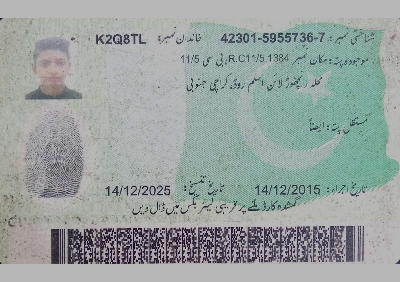 شناختی نمبر: 42301-5955736-7 خاندان نمبر: K2Q8TL
موجودہ پتہ: مکان نمبر R.C11/5,1384، بی سی 11/5
محلہ رنچھوڑ لائن اسلم روڈ، کراچی جنوبی
مستقل پتہ: ایضاً
تاریخ اجراء: 14/12/2015 تاریخ تنسیخ: 14/12/2025
گمشدہ کارڈ ملنے پر قریبی لیٹر بکس میں ڈال دیں